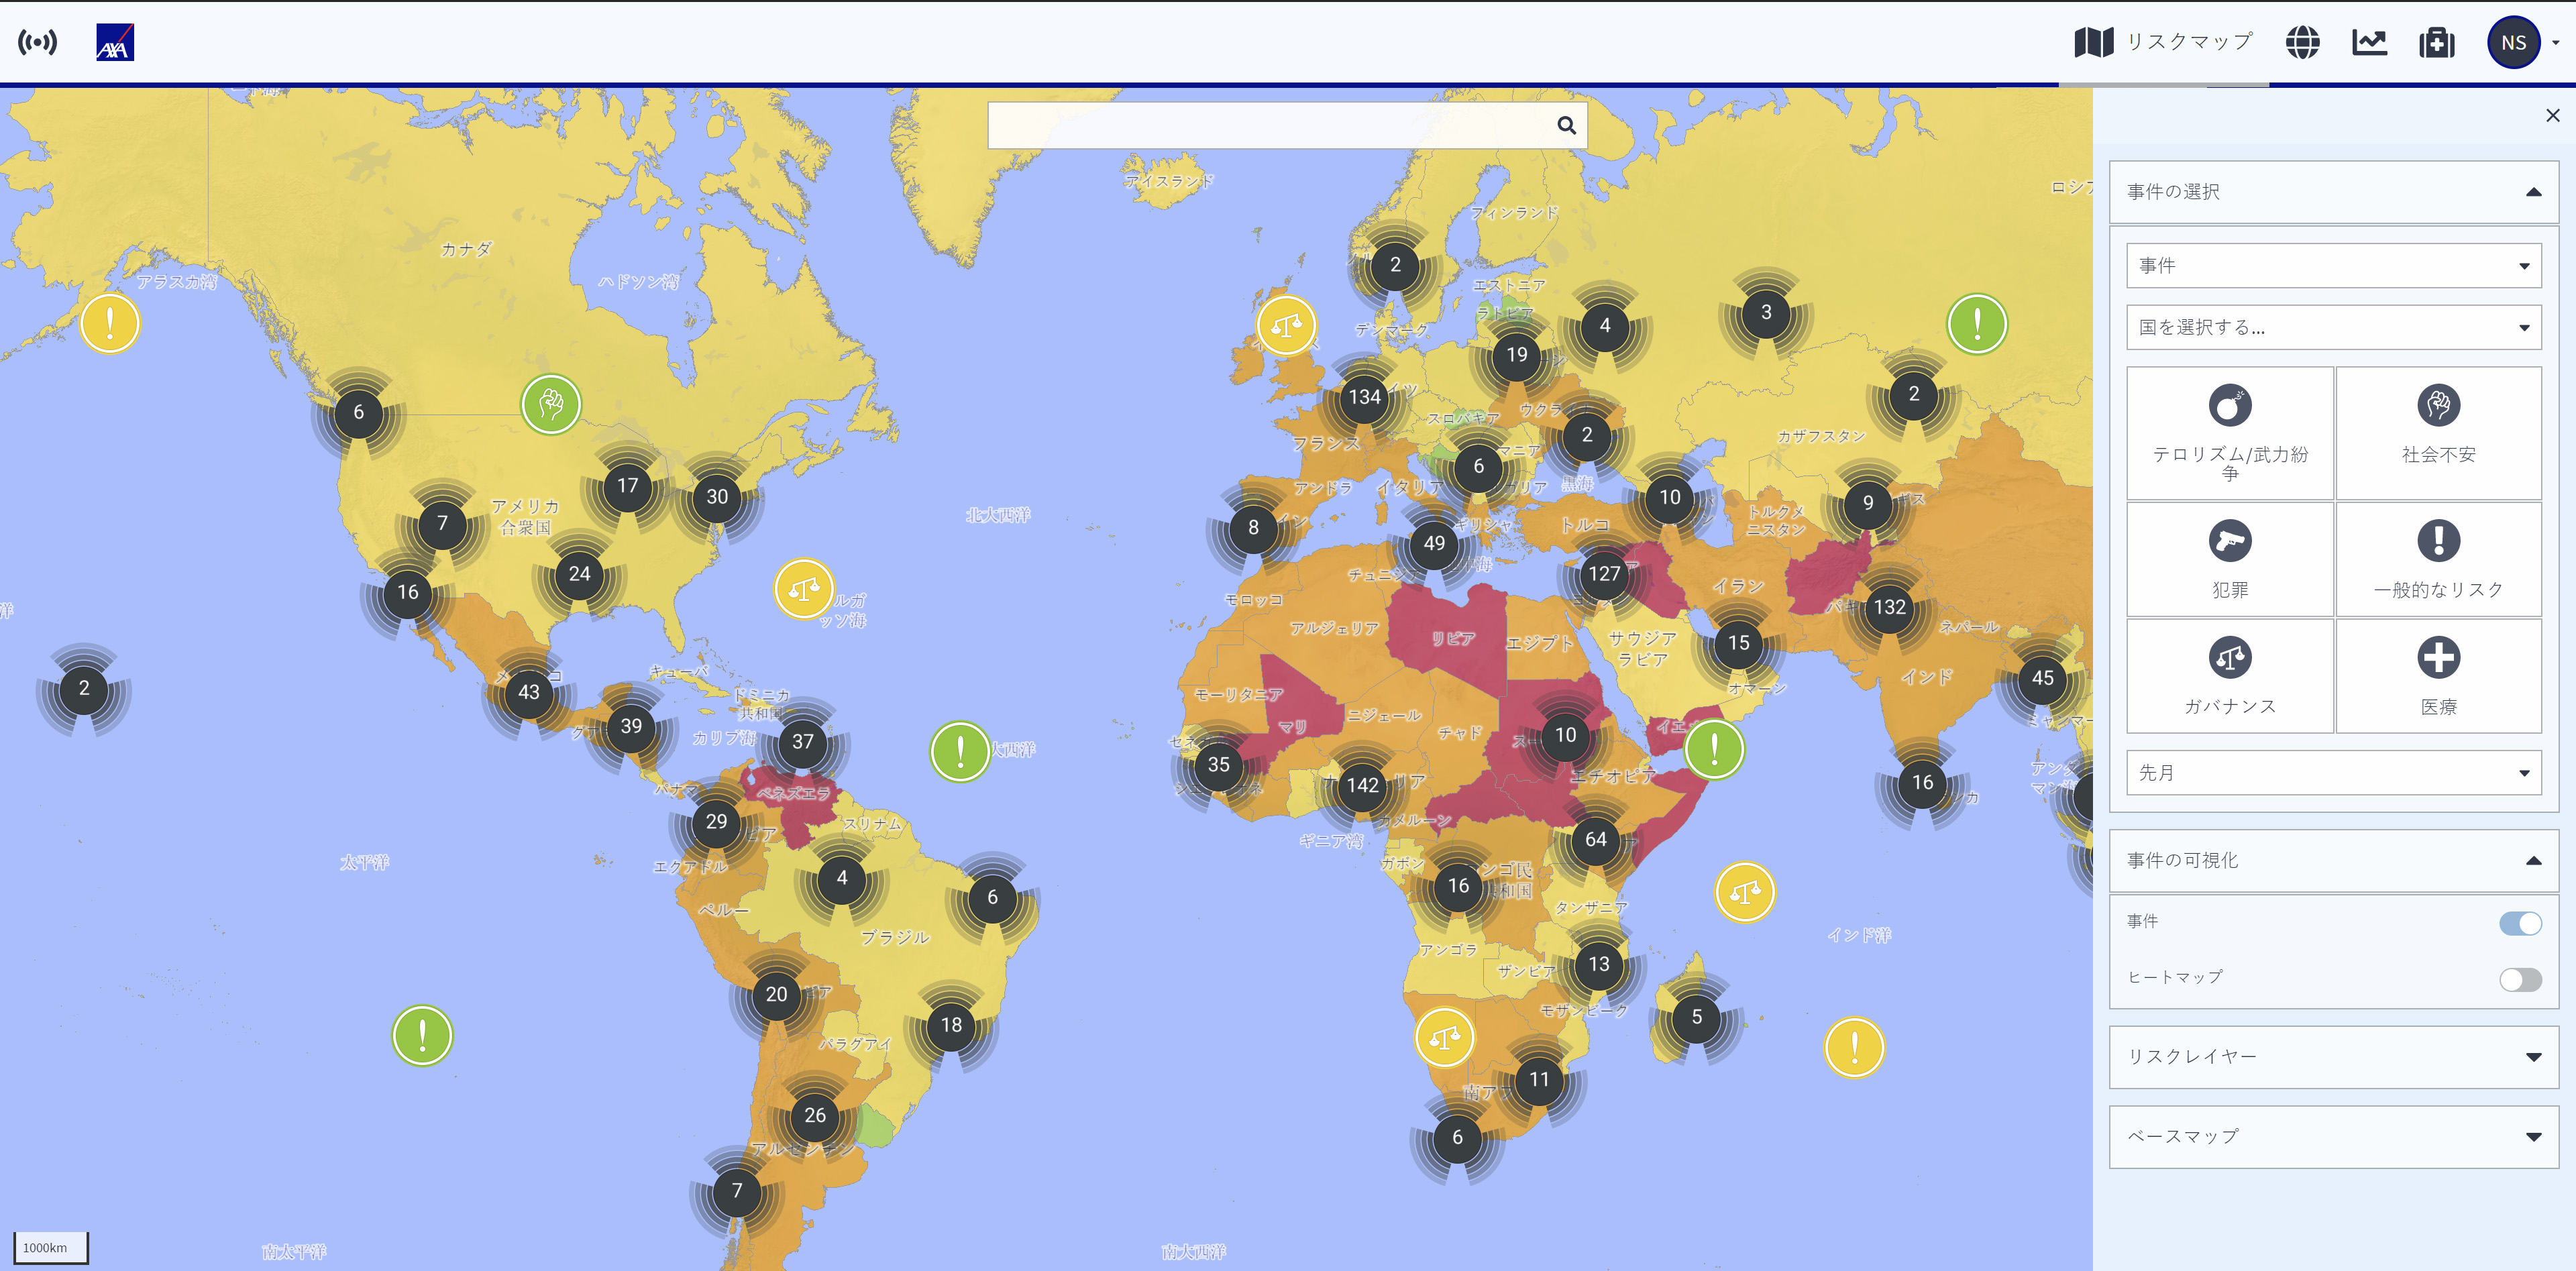 AXA
リスクマップ
NS
アイスランド
カナダ
アラスカ湾
ハドソン湾
フィンランド
エストニア
ラトビア
デンマーク
2
4
3
19
134
2
6
スロバキア
フランス
カザフスタン
2
6
17
30
アメリカ
合衆国
7
北大西洋
アンドラ
イタリア
黒海
10
9
8
49
ギリシャ
トルコ
トルクメ
ニスタン
24
16
127
イラン
132
モロッコ
アルジェリア
リビア
エジプト
サウジア
ラビア
15
ネパール
2
43
キューバ
ドミニカ
共和国
モーリタニア
マリ
ニジェール
オマーン
インド
45
39
カリブ海
37
チャド
10
35
142
エチオピア
16
29
ベネズエラ
スリナム
カメルーン
ギニア湾
64
太平洋
エクアドル
4
6
ガボン
16
ペルー
ブラジル
タンザニア
インド洋
アンゴラ
ザンビア
13
20
18
モザンビーク
5
パラグアイ
11
26
アルゼンチン
6
7
1000km
南太平洋
南大西洋
事件の選択
事件
国を選択する...
テロリズム/武力紛
争
社会不安
犯罪
一般的なリスク
ガバナンス
医療
先月
事件の可視化
事件
ヒートマップ
リスクレイヤー
ベースマップ